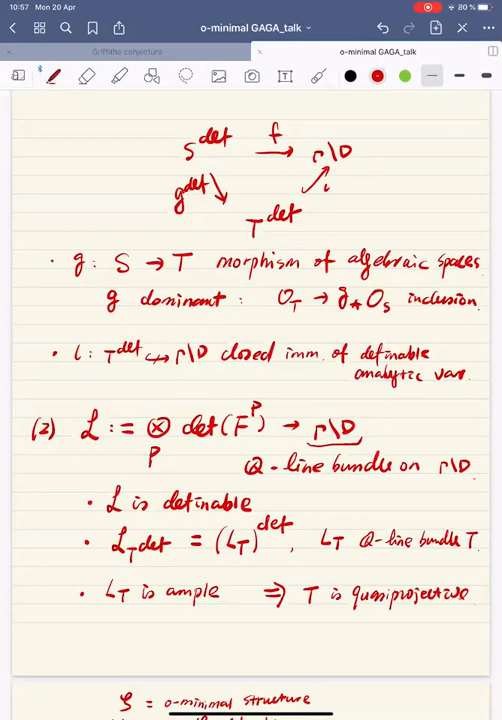 10:57 Mon 20 Apr
80 %
o-minimal GAGA_talk
Griffiths conjecture
o-minimal GAGA_talk
S^def f→ Γ\D
g^def ↘ ↗ i
T^def
· g : S → T morphism of algebraic spaces
g dominant : O_T → g_* O_S inclusion.
· i : T^def ↪ Γ\D closed imm. of definable
analytic var.
(2) L := ⊗_p det(F^p) → Γ\D
Q-line bundle on Γ\D.
· L is definable
· L_T^def = (L_T)^def, L_T Q-line bundle T.
· L_T is ample ⇒ T is quasiprojective
= o-minimal structure